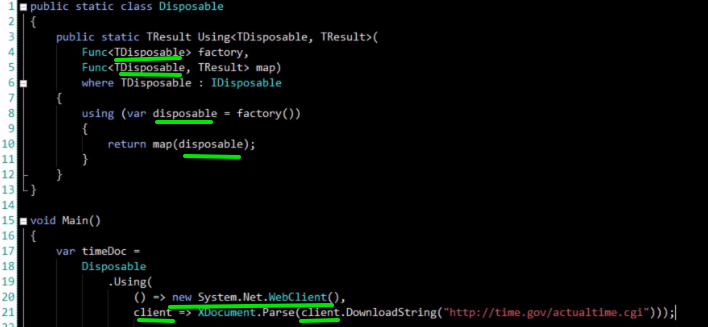 1 public static class Disposable
2 {
3     public static TResult Using<TDisposable, TResult>(
4         Func<TDisposable> factory,
5         Func<TDisposable, TResult> map)
6         where TDisposable : IDisposable
7     {
8         using (var disposable = factory())
9         {
10             return map(disposable);
11         }
12     }
13 }
14
15 void Main()
16 {
17     var timeDoc =
18         Disposable
19             .Using(
20                 () => new System.Net.WebClient(),
21                 client => XDocument.Parse(client.DownloadString("http://time.gov/actualtime.cgi")));